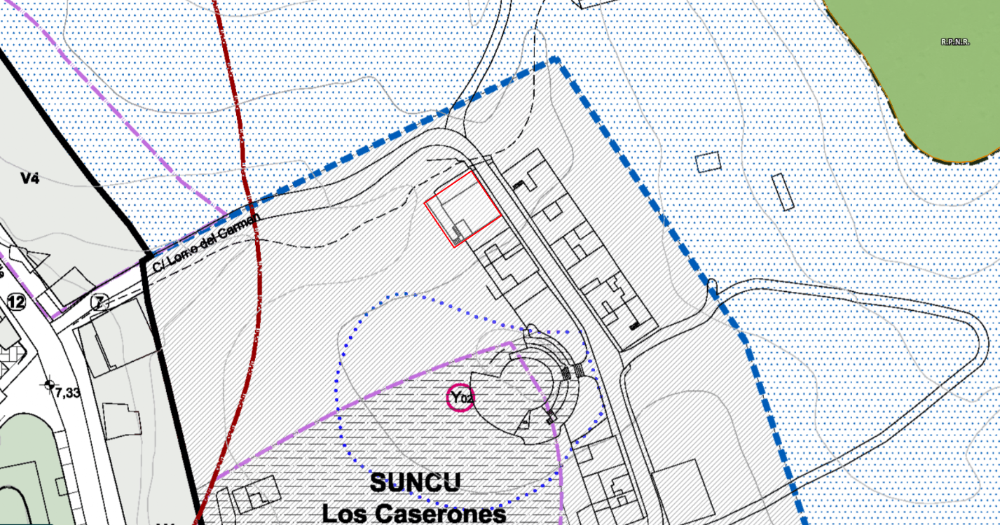 R.P.N.R.
V4
C/ Lomo del Carmen
12
7
7,33
Y02
SUNCU
Los Caserones